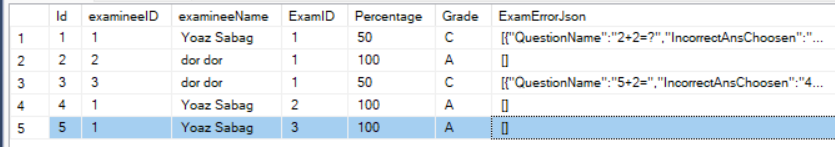 Id examineeID examineeName ExamID Percentage Grade ExamErrorJson
1 1 1 Yoaz Sabag 1 50 C [{"QuestionName":"2+2=?","IncorrectAnsChoosen":"...
2 2 2 dor dor 1 100 A []
3 3 3 dor dor 1 50 C [{"QuestionName":"5+2=","IncorrectAnsChoosen":"4...
4 4 1 Yoaz Sabag 2 100 A []
5 5 1 Yoaz Sabag 3 100 A []